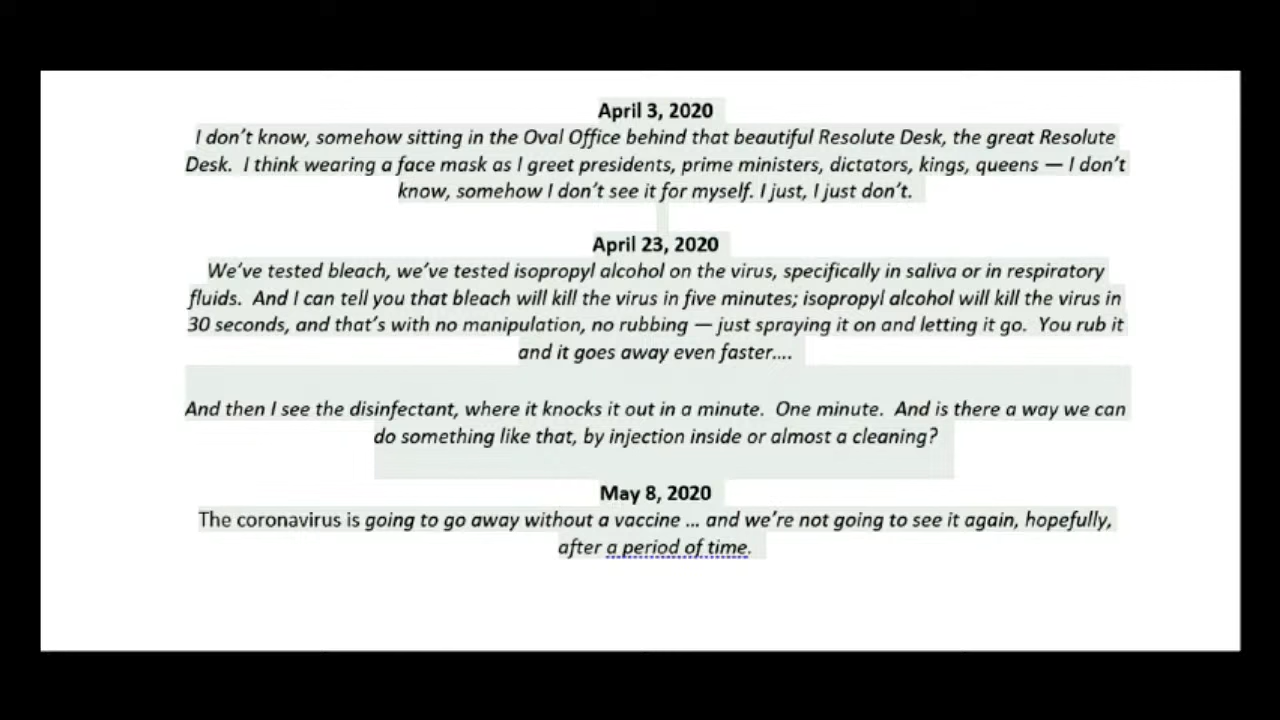 April 3, 2020
I don't know, somehow sitting in the Oval Office behind that beautiful Resolute Desk, the great Resolute
Desk.  I think wearing a face mask as I greet presidents, prime ministers, dictators, kings, queens — I don't
know, somehow I don't see it for myself. I just, I just don't.
April 23, 2020
We've tested bleach, we've tested isopropyl alcohol on the virus, specifically in saliva or in respiratory
fluids.  And I can tell you that bleach will kill the virus in five minutes; isopropyl alcohol will kill the virus in
30 seconds, and that's with no manipulation, no rubbing — just spraying it on and letting it go.  You rub it
and it goes away even faster....
And then I see the disinfectant, where it knocks it out in a minute.  One minute.  And is there a way we can
do something like that, by injection inside or almost a cleaning?
May 8, 2020
The coronavirus is going to go away without a vaccine ... and we're not going to see it again, hopefully,
after a period of time.